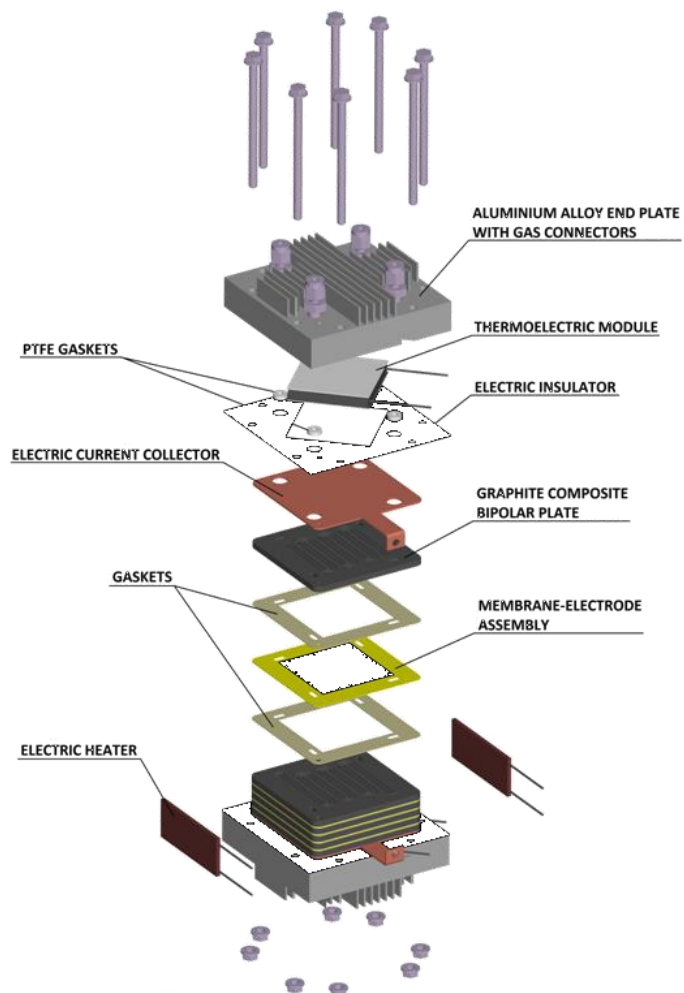 ALUMINIUM ALLOY END PLATE
WITH GAS CONNECTORS
THERMOELECTRIC MODULE
PTFE GASKETS
ELECTRIC INSULATOR
ELECTRIC CURRENT COLLECTOR
GRAPHITE COMPOSITE
BIPOLAR PLATE
GASKETS
MEMBRANE-ELECTRODE
ASSEMBLY
ELECTRIC HEATER